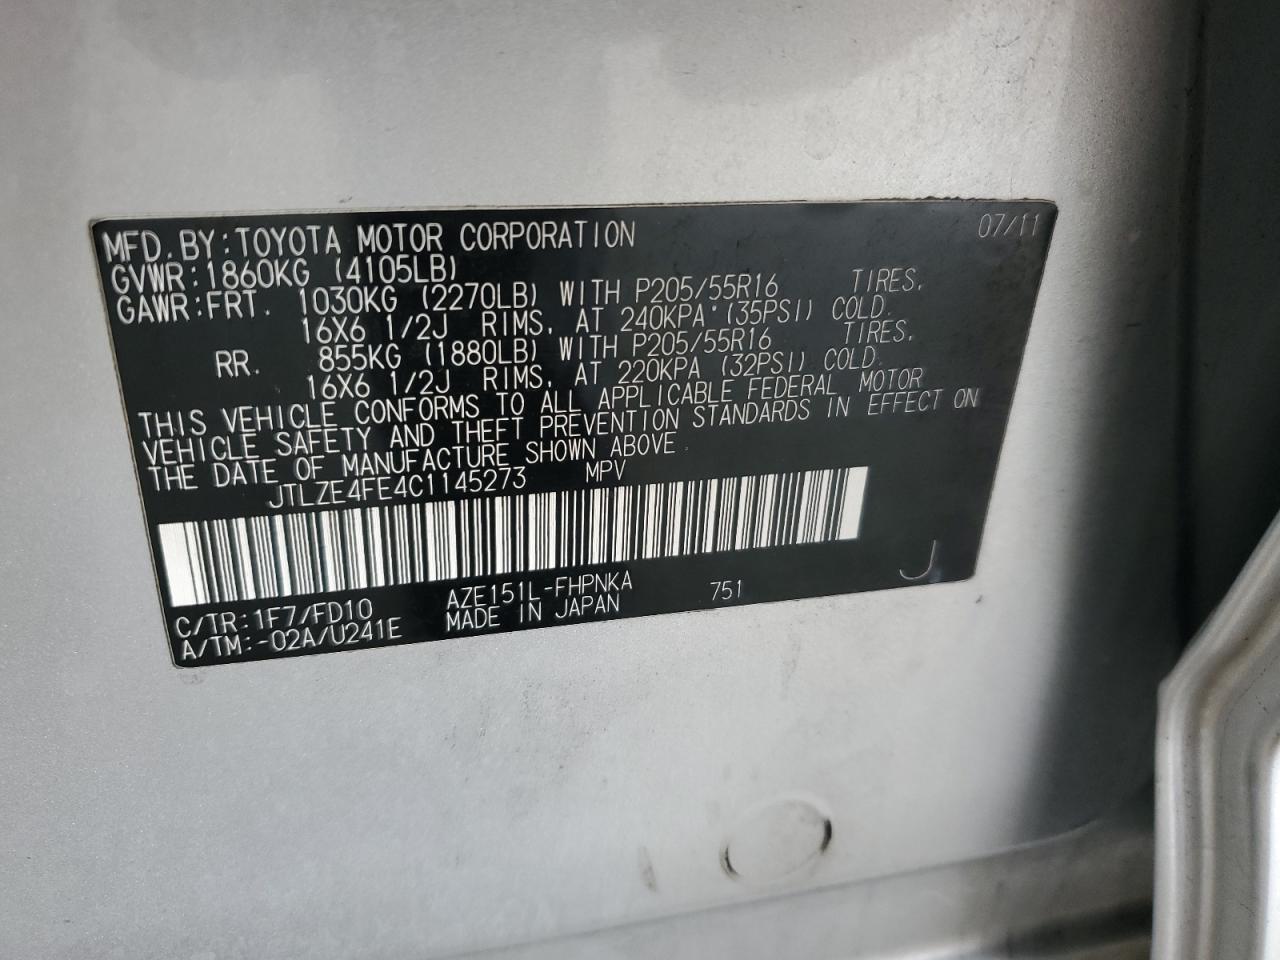 MFD. BY: TOYOTA MOTOR CORPORATION 07/11
GVWR: 1860KG (4105LB)
GAWR: FRT. 1030KG (2270LB) WITH P205/55R16 TIRES,
16X6 1/2J RIMS, AT 240KPA (35PSI) COLD.
RR. 855KG (1880LB) WITH P205/55R16 TIRES,
16X6 1/2J RIMS, AT 220KPA (32PSI) COLD.
THIS VEHICLE CONFORMS TO ALL APPLICABLE FEDERAL MOTOR
VEHICLE SAFETY AND THEFT PREVENTION STANDARDS IN EFFECT ON
THE DATE OF MANUFACTURE SHOWN ABOVE.
JTLZE4FE4C1145273 MPV
C/TR: 1F7/FD10 AZE151L-FHPNKA 751 J
A/TM: -02A/U241E MADE IN JAPAN